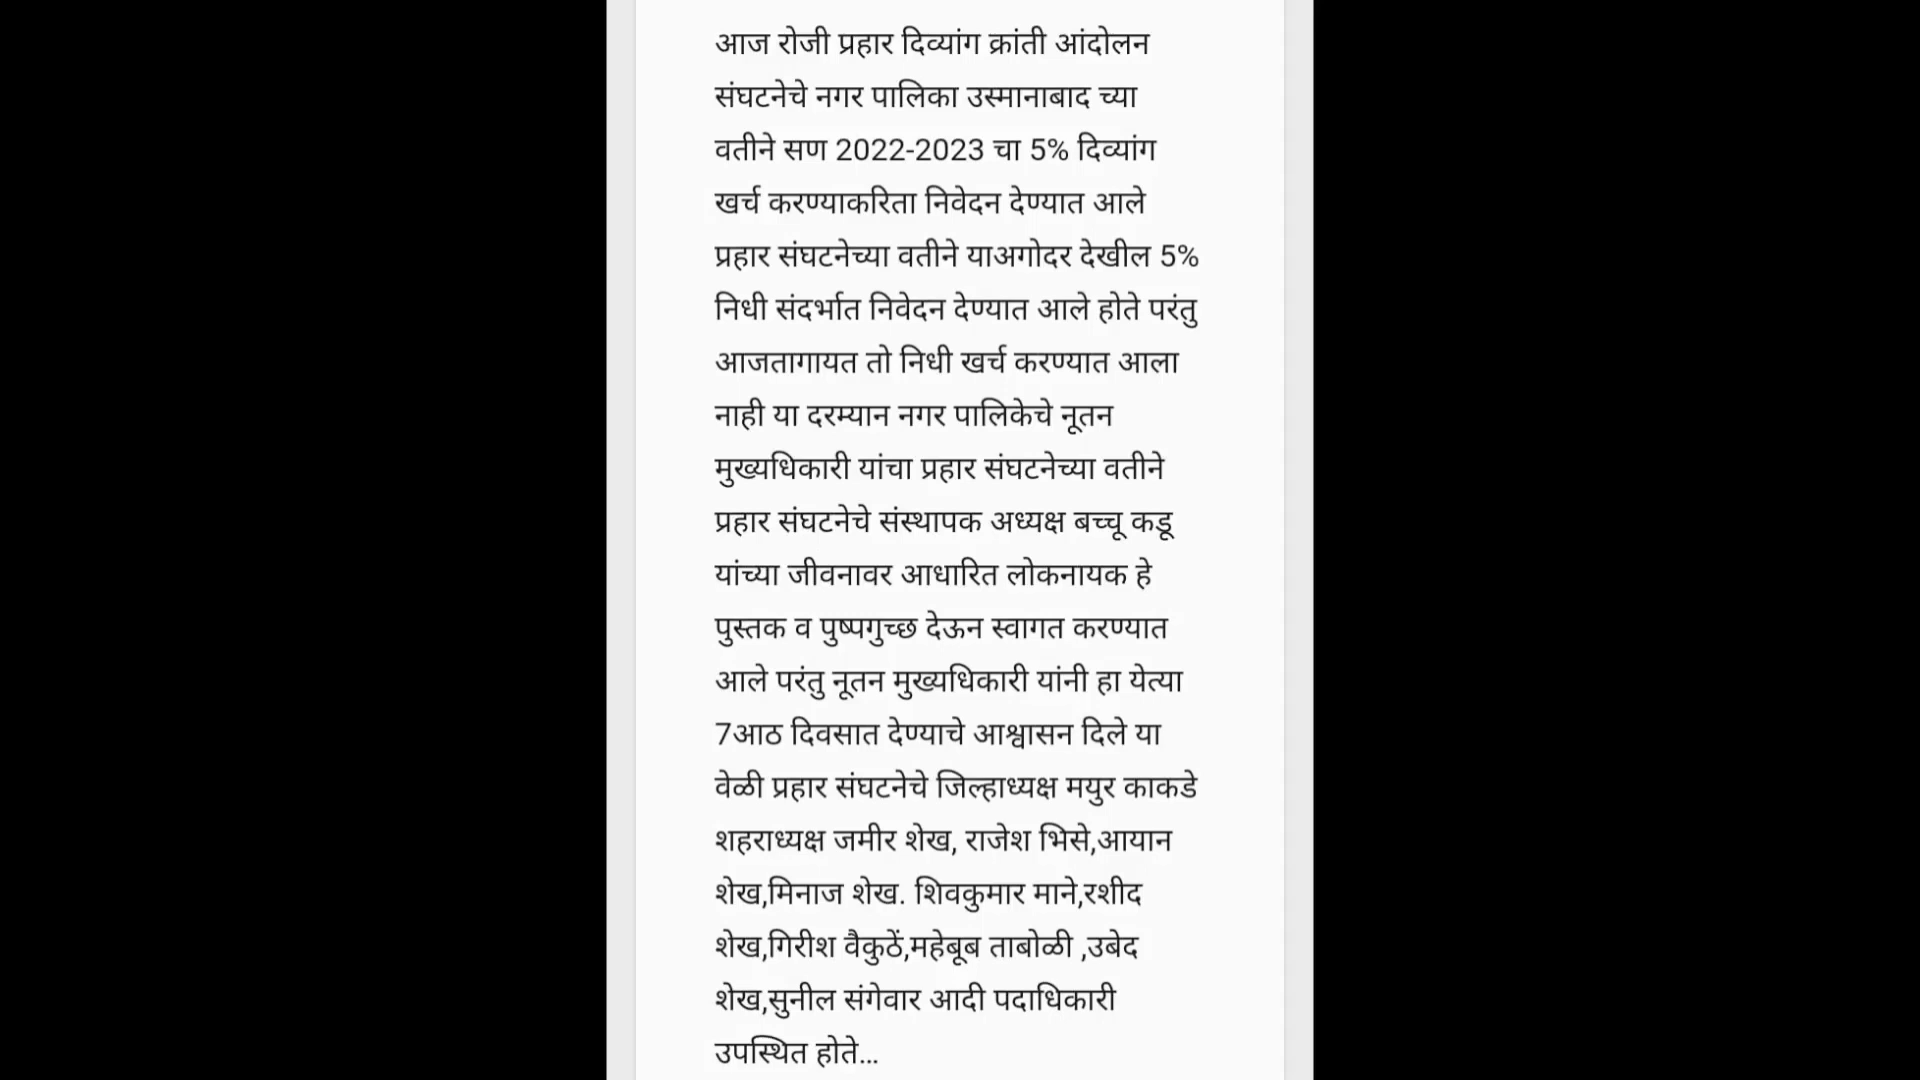 आज रोजी प्रहार दिव्यांग क्रांती आंदोलन
संघटनेचे नगर पालिका उस्मानाबाद च्या
वतीने सण 2022-2023 चा 5% दिव्यांग
खर्च करण्याकरिता निवेदन देण्यात आले
प्रहार संघटनेच्या वतीने याअगोदर देखील 5%
निधी संदर्भात निवेदन देण्यात आले होते परंतु
आजतागायत तो निधी खर्च करण्यात आला
नाही या दरम्यान नगर पालिकेचे नूतन
मुख्यधिकारी यांचा प्रहार संघटनेच्या वतीने
प्रहार संघटनेचे संस्थापक अध्यक्ष बच्चू कडू
यांच्या जीवनावर आधारित लोकनायक हे
पुस्तक व पुष्पगुच्छ देऊन स्वागत करण्यात
आले परंतु नूतन मुख्यधिकारी यांनी हा येत्या
7आठ दिवसात देण्याचे आश्वासन दिले या
वेळी प्रहार संघटनेचे जिल्हाध्यक्ष मयुर काकडे
शहराध्यक्ष जमीर शेख, राजेश भिसे,आयान
शेख,मिनाज शेख. शिवकुमार माने,रशीद
शेख,गिरीश वैकुठें,महेबूब ताबोळी ,उबेद
शेख,सुनील संगेवार आदी पदाधिकारी
उपस्थित होते...